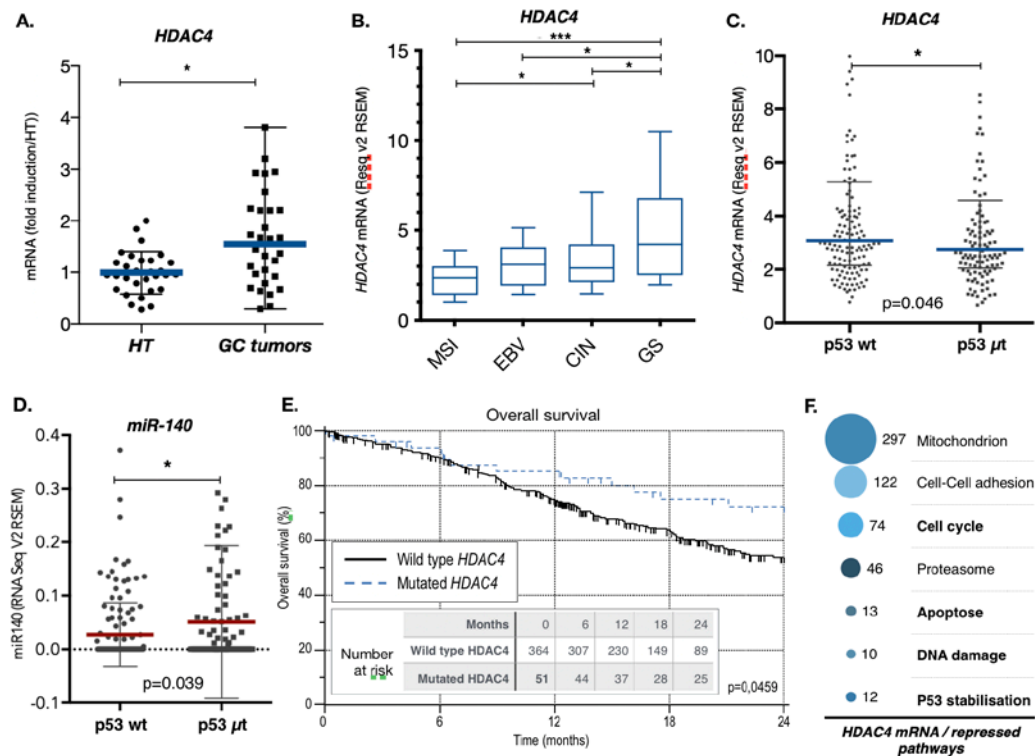 A.
HDAC4
*
mRNA (fold induction/HT))
5
4
3
2
1
0
HT
GC tumors
B.
HDAC4
***
*
*
*
HDAC4 mRNA (Resq v2 RSEM)
15
10
5
0
MSI
EBV
CIN
GS
C.
HDAC4
*
HDAC4 mRNA (Resq v2 RSEM)
10
8
6
4
2
0
p=0.046
p53 wt
p53 µt
D.
miR-140
*
miR140 (RNA Seq V2 RSEM)
0.4
0.3
0.2
0.1
0.0
-0.1
p=0.039
p53 wt
p53 µt
E.
Overall survival
Overall survival (%)
100
80
60
40
20
0
Wild type HDAC4
Mutated HDAC4
Number at risk
Months 0 6 12 18 24
Wild type HDAC4 364 307 230 149 89
Mutated HDAC4 51 44 37 28 25
p=0,0459
0 6 12 18 24
Time (months)
F.
297 Mitochondrion
122 Cell-Cell adhesion
74 Cell cycle
46 Proteasome
13 Apoptose
10 DNA damage
12 P53 stabilisation
HDAC4 mRNA / repressed
pathways